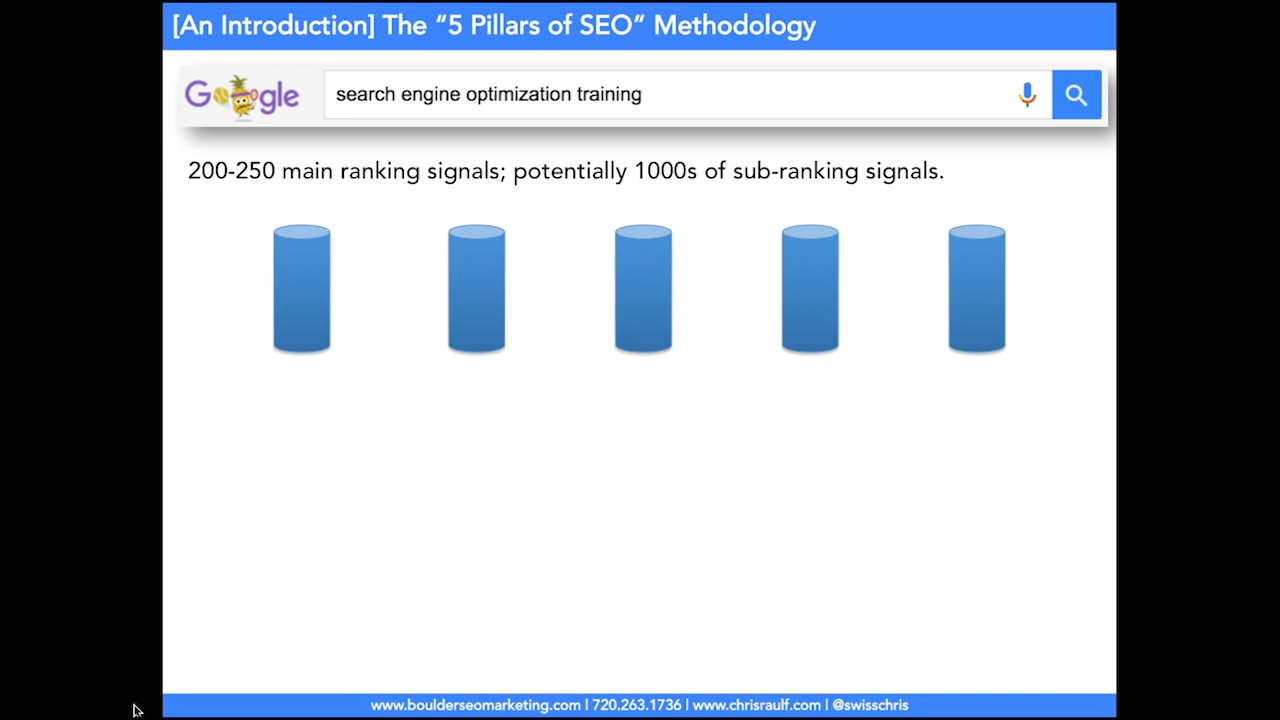 [An Introduction] The “5 Pillars of SEO” Methodology
Google
search engine optimization training
200-250 main ranking signals; potentially 1000s of sub-ranking signals.
www.boulderseomarketing.com | 720.263.1736 | www.chrisraulf.com | @swisschris